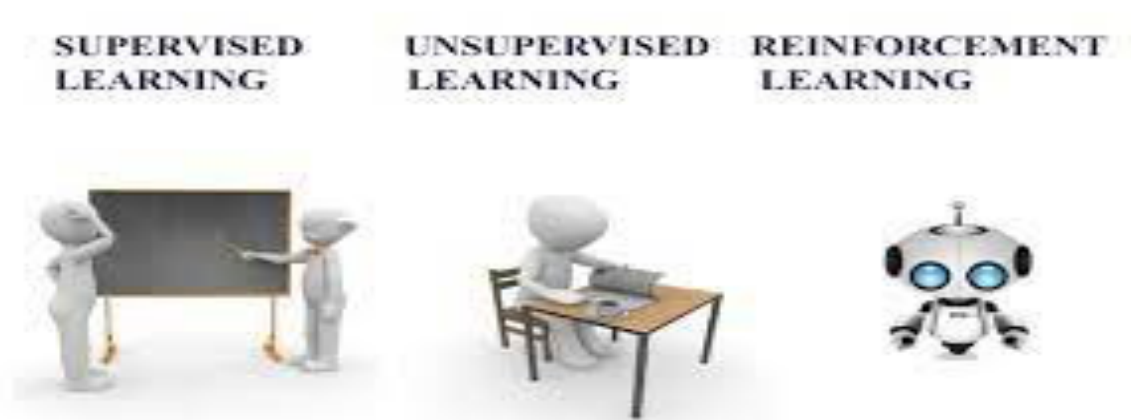 SUPERVISED
LEARNING
UNSUPERVISED
LEARNING
REINFORCEMENT
LEARNING